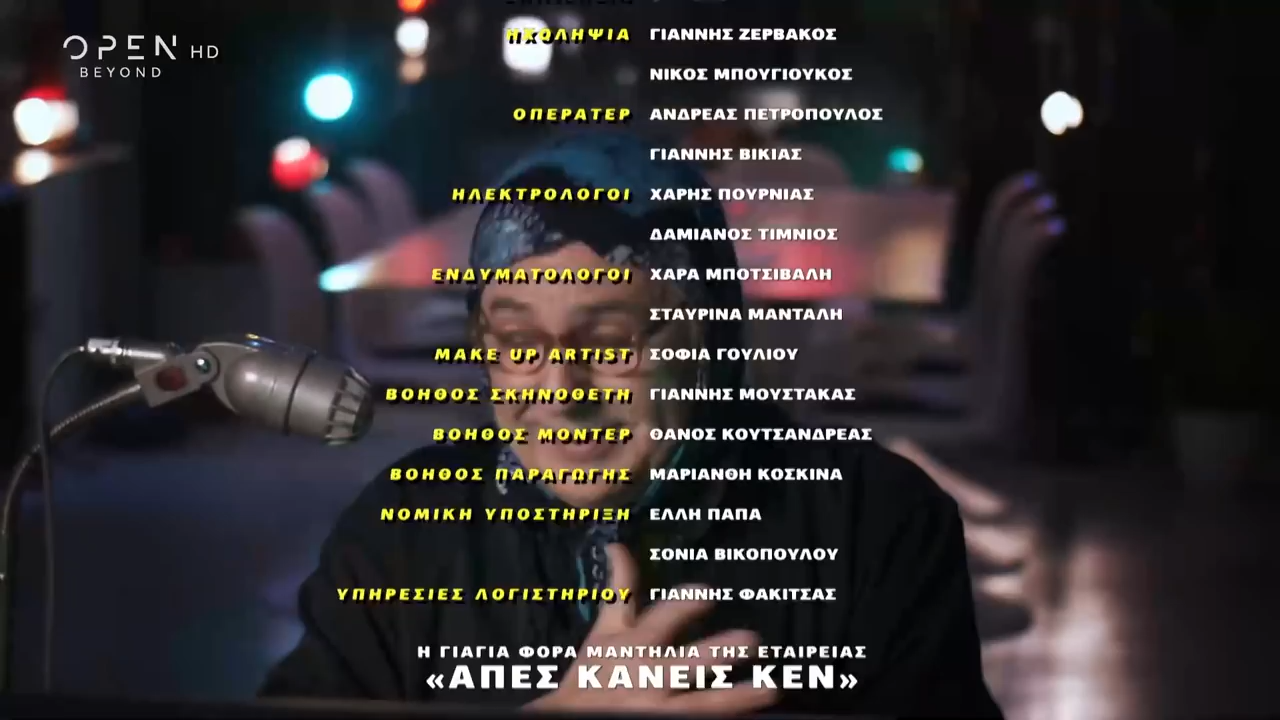 OPEN HD
BEYOND
ΗΧΟΛΗΨΙΑ ΓΙΑΝΝΗΣ ΖΕΡΒΑΚΟΣ
ΝΙΚΟΣ ΜΠΟΥΓΙΟΥΚΟΣ
ΟΠΕΡΑΤΕΡ ΑΝΔΡΕΑΣ ΠΕΤΡΟΠΟΥΛΟΣ
ΓΙΑΝΝΗΣ ΒΙΚΙΑΣ
ΗΛΕΚΤΡΟΛΟΓΟΙ ΧΑΡΗΣ ΠΟΥΡΝΙΑΣ
ΔΑΜΙΑΝΟΣ ΤΙΜΝΙΟΣ
ΕΝΔΥΜΑΤΟΛΟΓΟΙ ΧΑΡΑ ΜΠΟΤΣΙΒΑΛΗ
ΣΤΑΥΡΙΝΑ ΜΑΝΤΑΛΗ
MAKE UP ARTIST ΣΟΦΙΑ ΓΟΥΛΙΟΥ
ΒΟΗΘΟΣ ΣΚΗΝΟΘΕΤΗ ΓΙΑΝΝΗΣ ΜΟΥΣΤΑΚΑΣ
ΒΟΗΘΟΣ ΜΟΝΤΕΡ ΘΑΝΟΣ ΚΟΥΤΣΑΝΔΡΕΑΣ
ΒΟΗΘΟΣ ΠΑΡΑΓΩΓΗΣ ΜΑΡΙΑΝΘΗ ΚΟΣΚΙΝΑ
ΝΟΜΙΚΗ ΥΠΟΣΤΗΡΙΞΗ ΕΛΛΗ ΠΑΠΑ
ΣΟΝΙΑ ΒΙΚΟΠΟΥΛΟΥ
ΥΠΗΡΕΣΙΕΣ ΛΟΓΙΣΤΗΡΙΟΥ ΓΙΑΝΝΗΣ ΦΑΚΙΤΣΑΣ
Η ΓΙΑΓΙΑ ΦΟΡΑ ΜΑΝΤΗΛΙΑ ΤΗΣ ΕΤΑΙΡΕΙΑΣ
«ΑΠΕΣ ΚΑΝΕΙΣ ΚΕΝ»